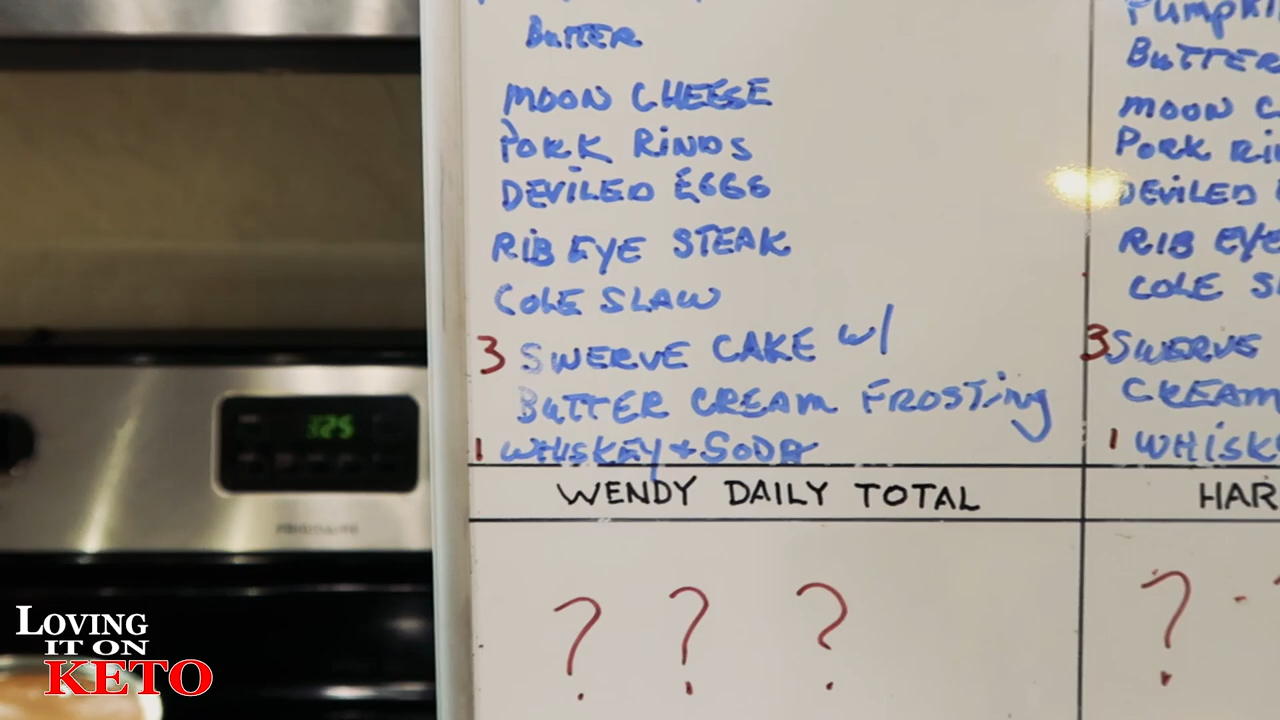 Butter
MOON CHEESE
PORK RINDS
DEVILED EGGS
RIB EYE STEAK
COLE SLAW
3 SWERVE CAKE w/
BUTTER CREAM FROSTING
1 WHISKEY + SODA
WENDY DAILY TOTAL
? ? ?
BUTTER
MOON C
PORK RI
DEVILED
RIB EYE
COLE SL
3 SWERVE
CREAM
1 WHISK
HAR
?
FRIGIDAIRE
LOVING
IT ON
KETO